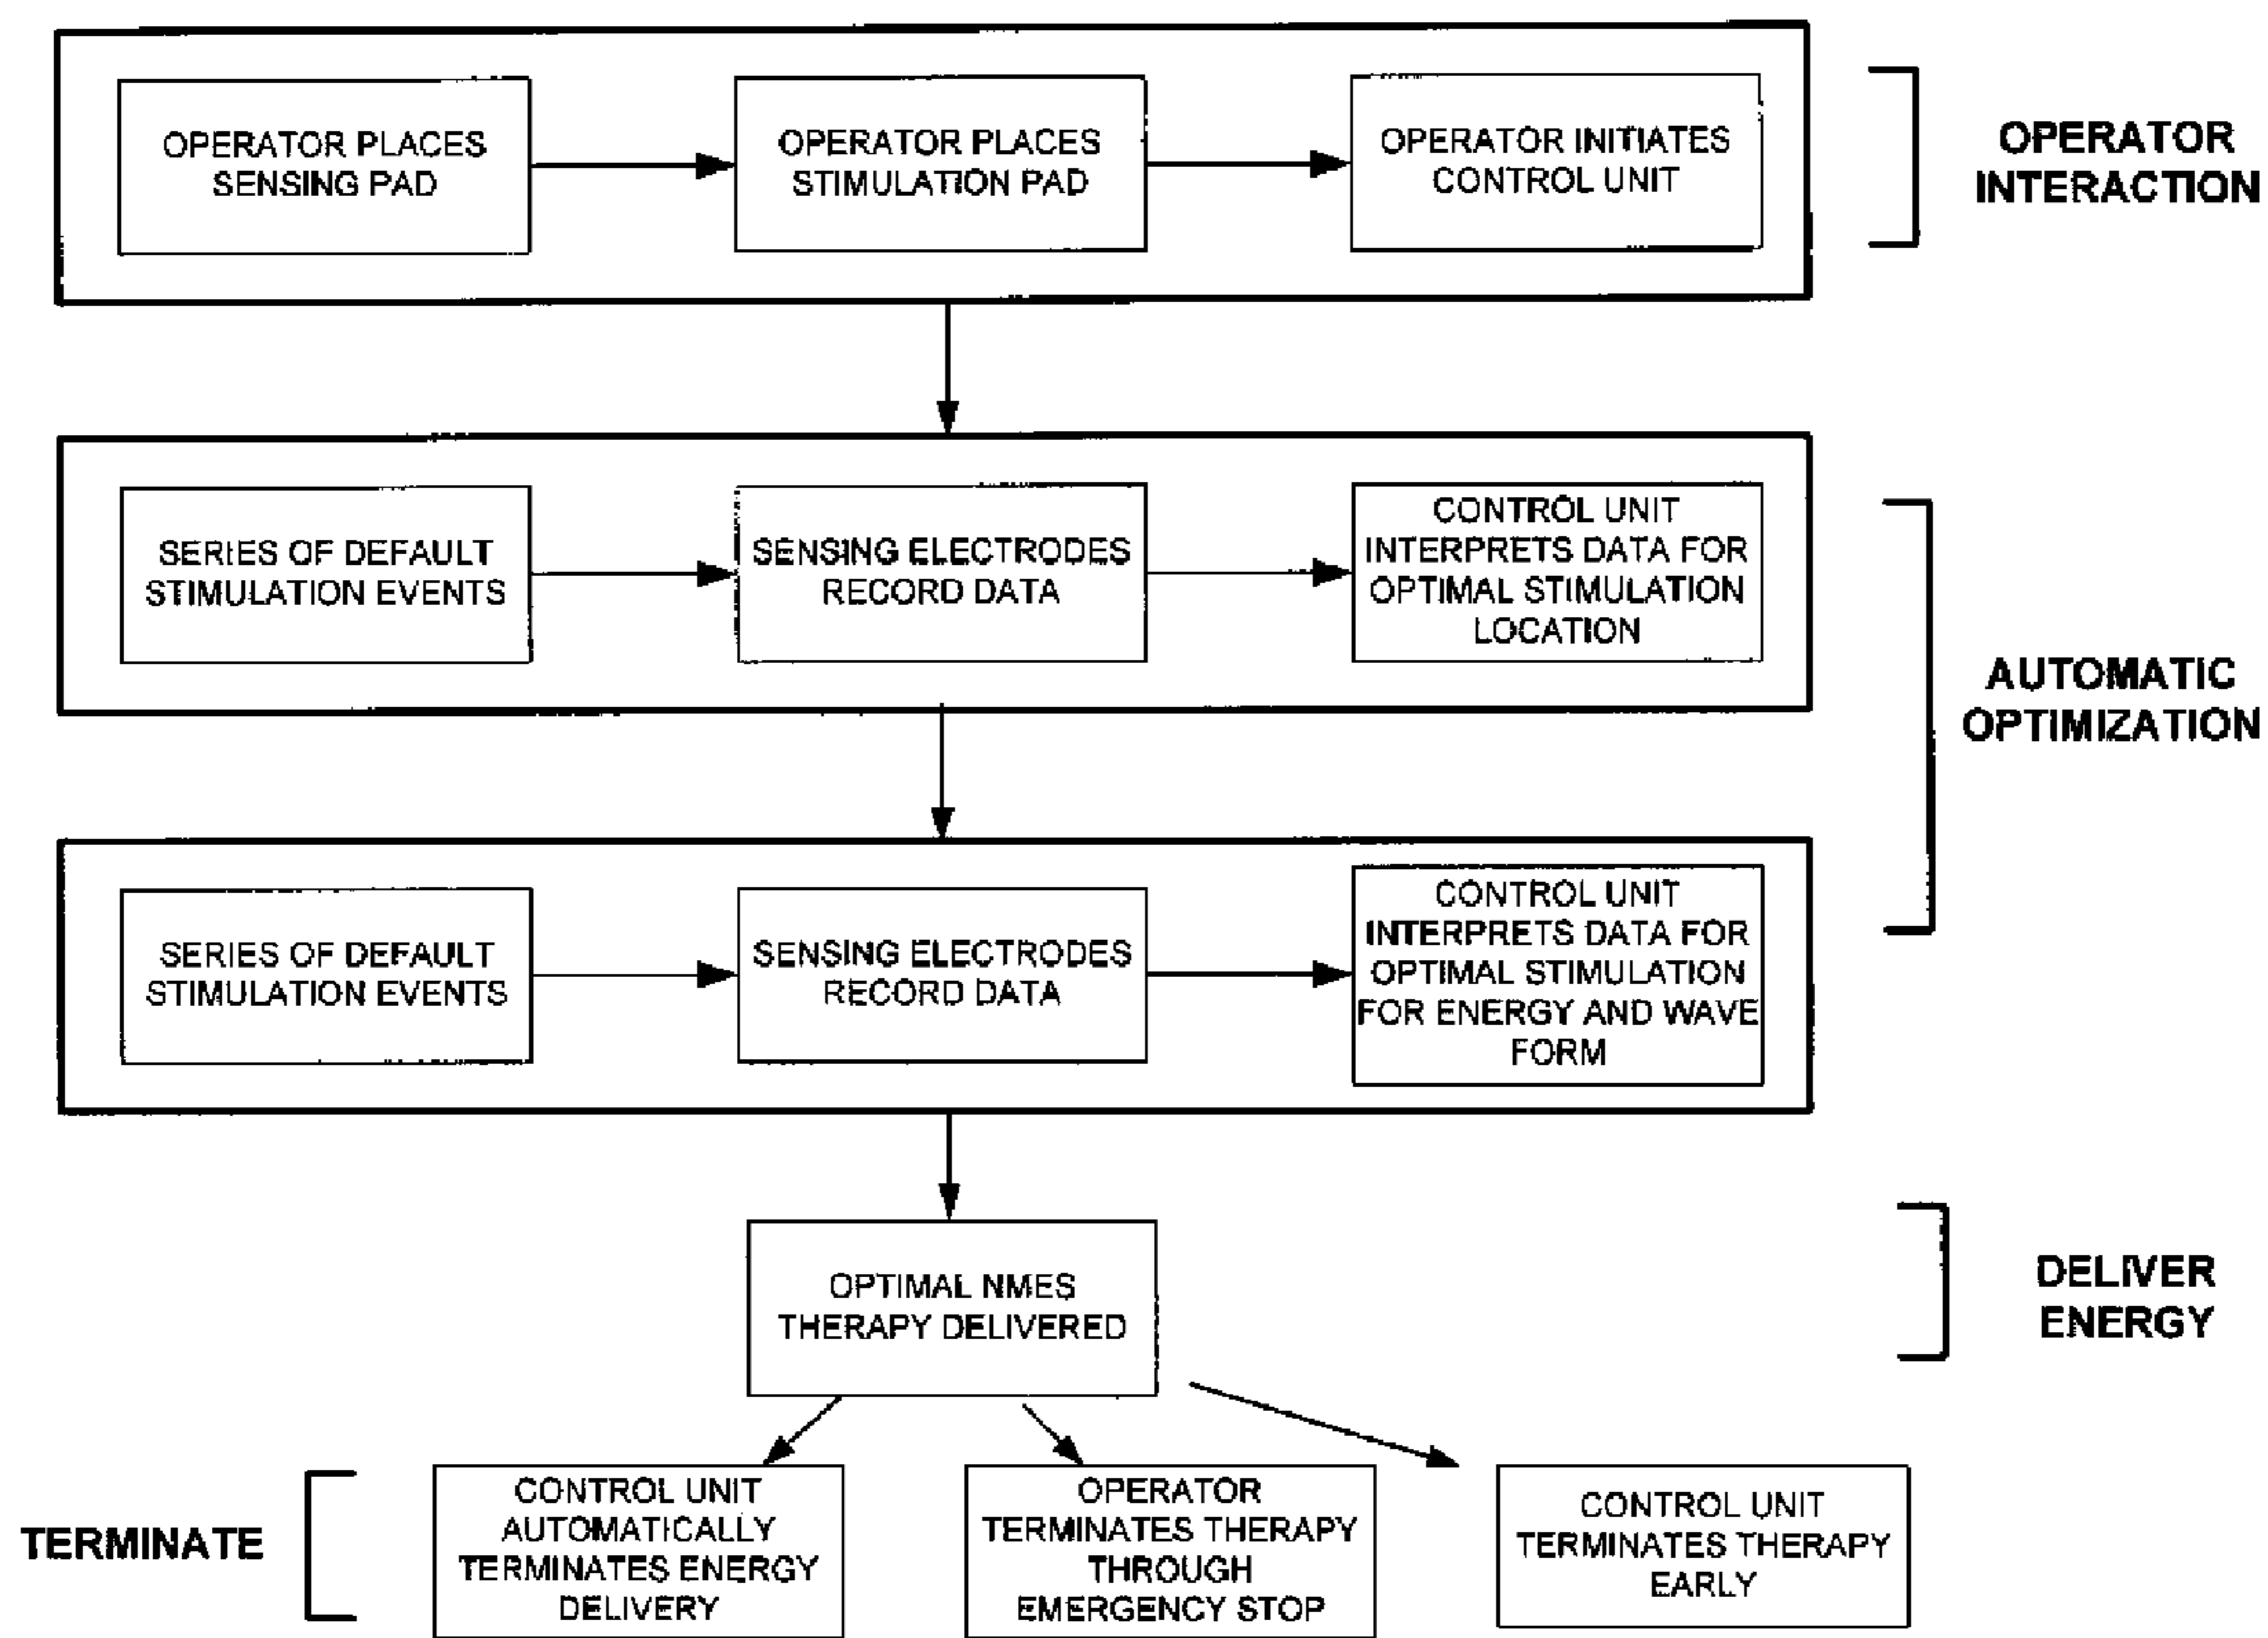 OPERATOR PLACES
SENSING PAD
OPERATOR PLACES
STIMULATION PAD
OPERATOR INITIATES
CONTROL UNIT
OPERATOR
INTERACTION
SERIES OF DEFAULT
STIMULATION EVENTS
SENSING ELECTRODES
RECORD DATA
CONTROL UNIT
INTERPRETS DATA FOR
OPTIMAL STIMULATION
LOCATION
AUTOMATIC
OPTIMIZATION
SERIES OF DEFAULT
STIMULATION EVENTS
SENSING ELECTRODES
RECORD DATA
CONTROL UNIT
INTERPRETS DATA FOR
OPTIMAL STIMULATION
FOR ENERGY AND WAVE
FORM
OPTIMAL NMES
THERAPY DELIVERED
DELIVER
ENERGY
TERMINATE
CONTROL UNIT
AUTOMATICALLY
TERMINATES ENERGY
DELIVERY
OPERATOR
TERMINATES THERAPY
THROUGH
EMERGENCY STOP
CONTROL UNIT
TERMINATES THERAPY
EARLY